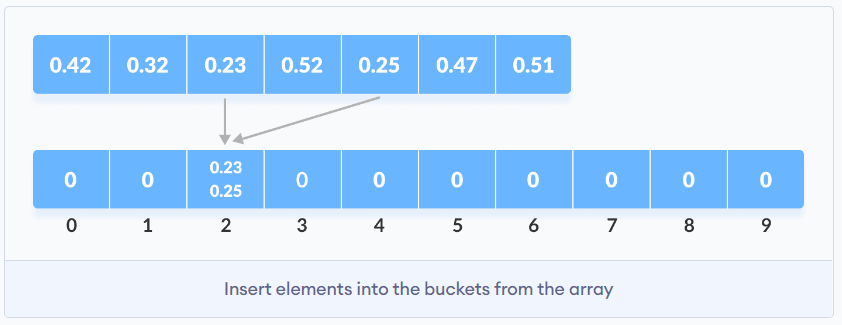 0.42 0.32 0.23 0.52 0.25 0.47 0.51
0 0 0.23 0 0 0 0 0 0 0
0.25
0 1 2 3 4 5 6 7 8 9
Insert elements into the buckets from the array